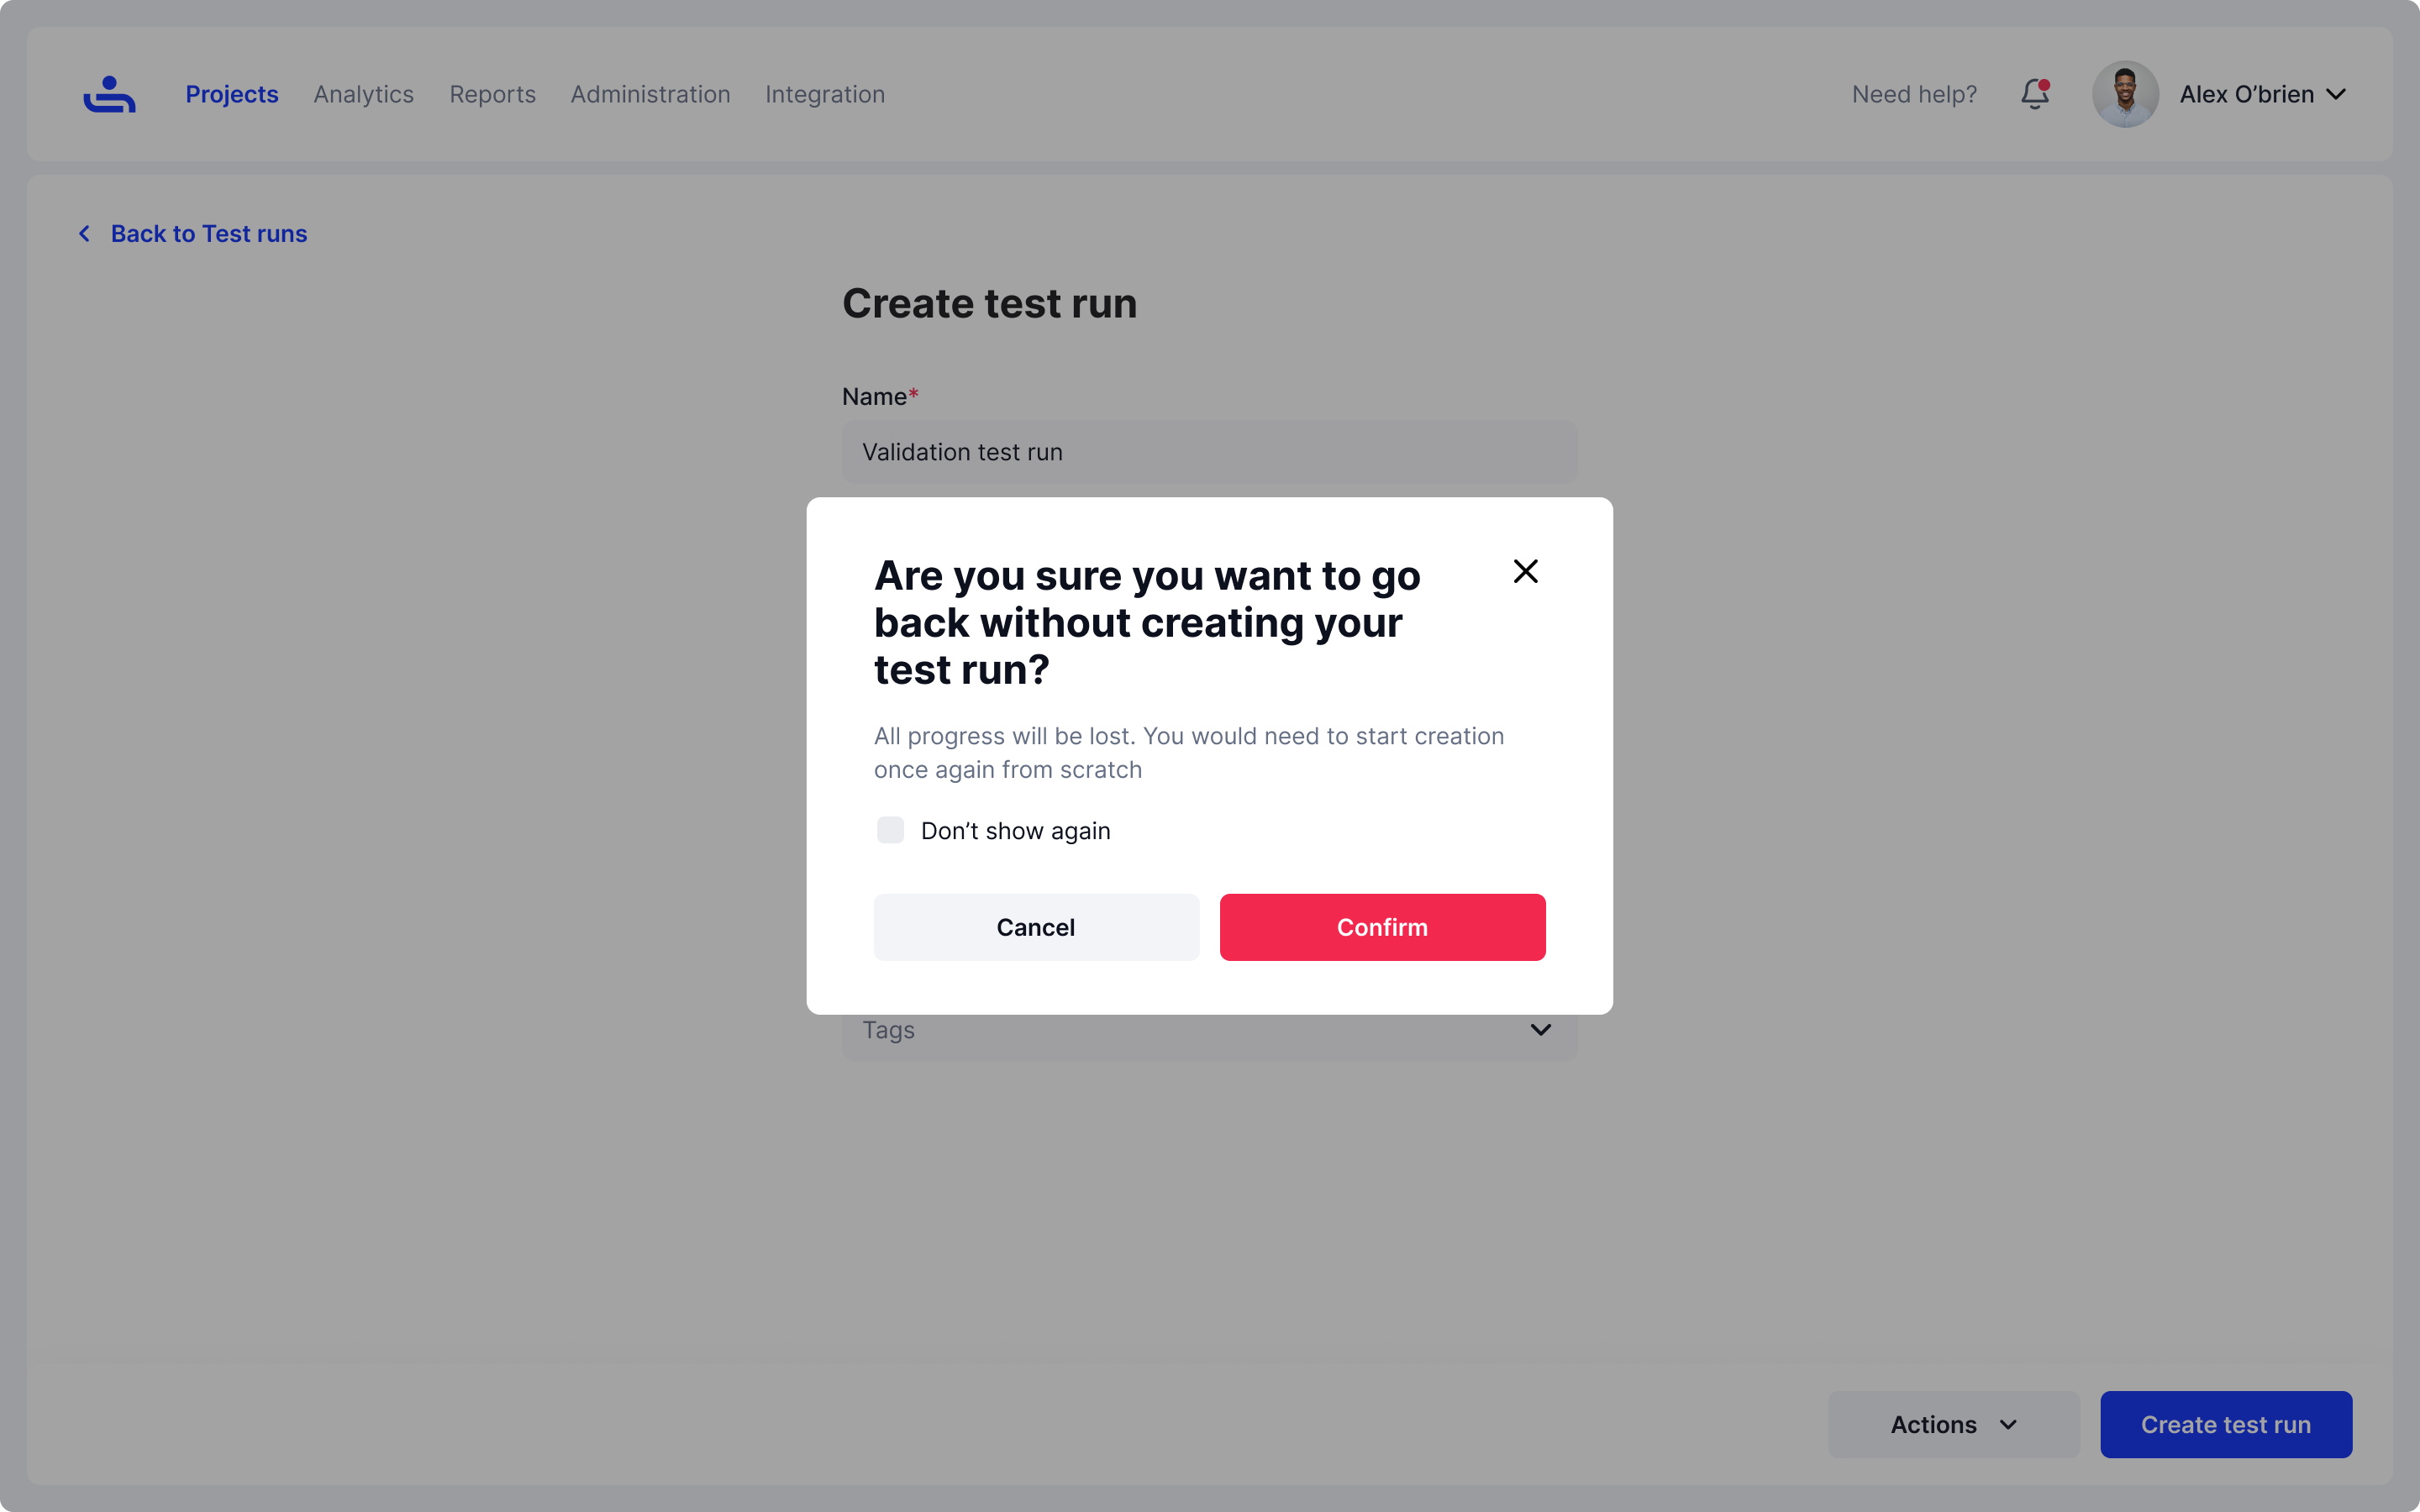 Projects
Analytics
Reports
Administration
Integration
Need help?
Alex O’brien
Back to Test runs
Create test run
Name*
Validation test run
Are you sure you want to go
back without creating your
test run?
All progress will be lost. You would need to start creation
once again from scratch
Don’t show again
Cancel
Confirm
Tags
Actions
Create test run